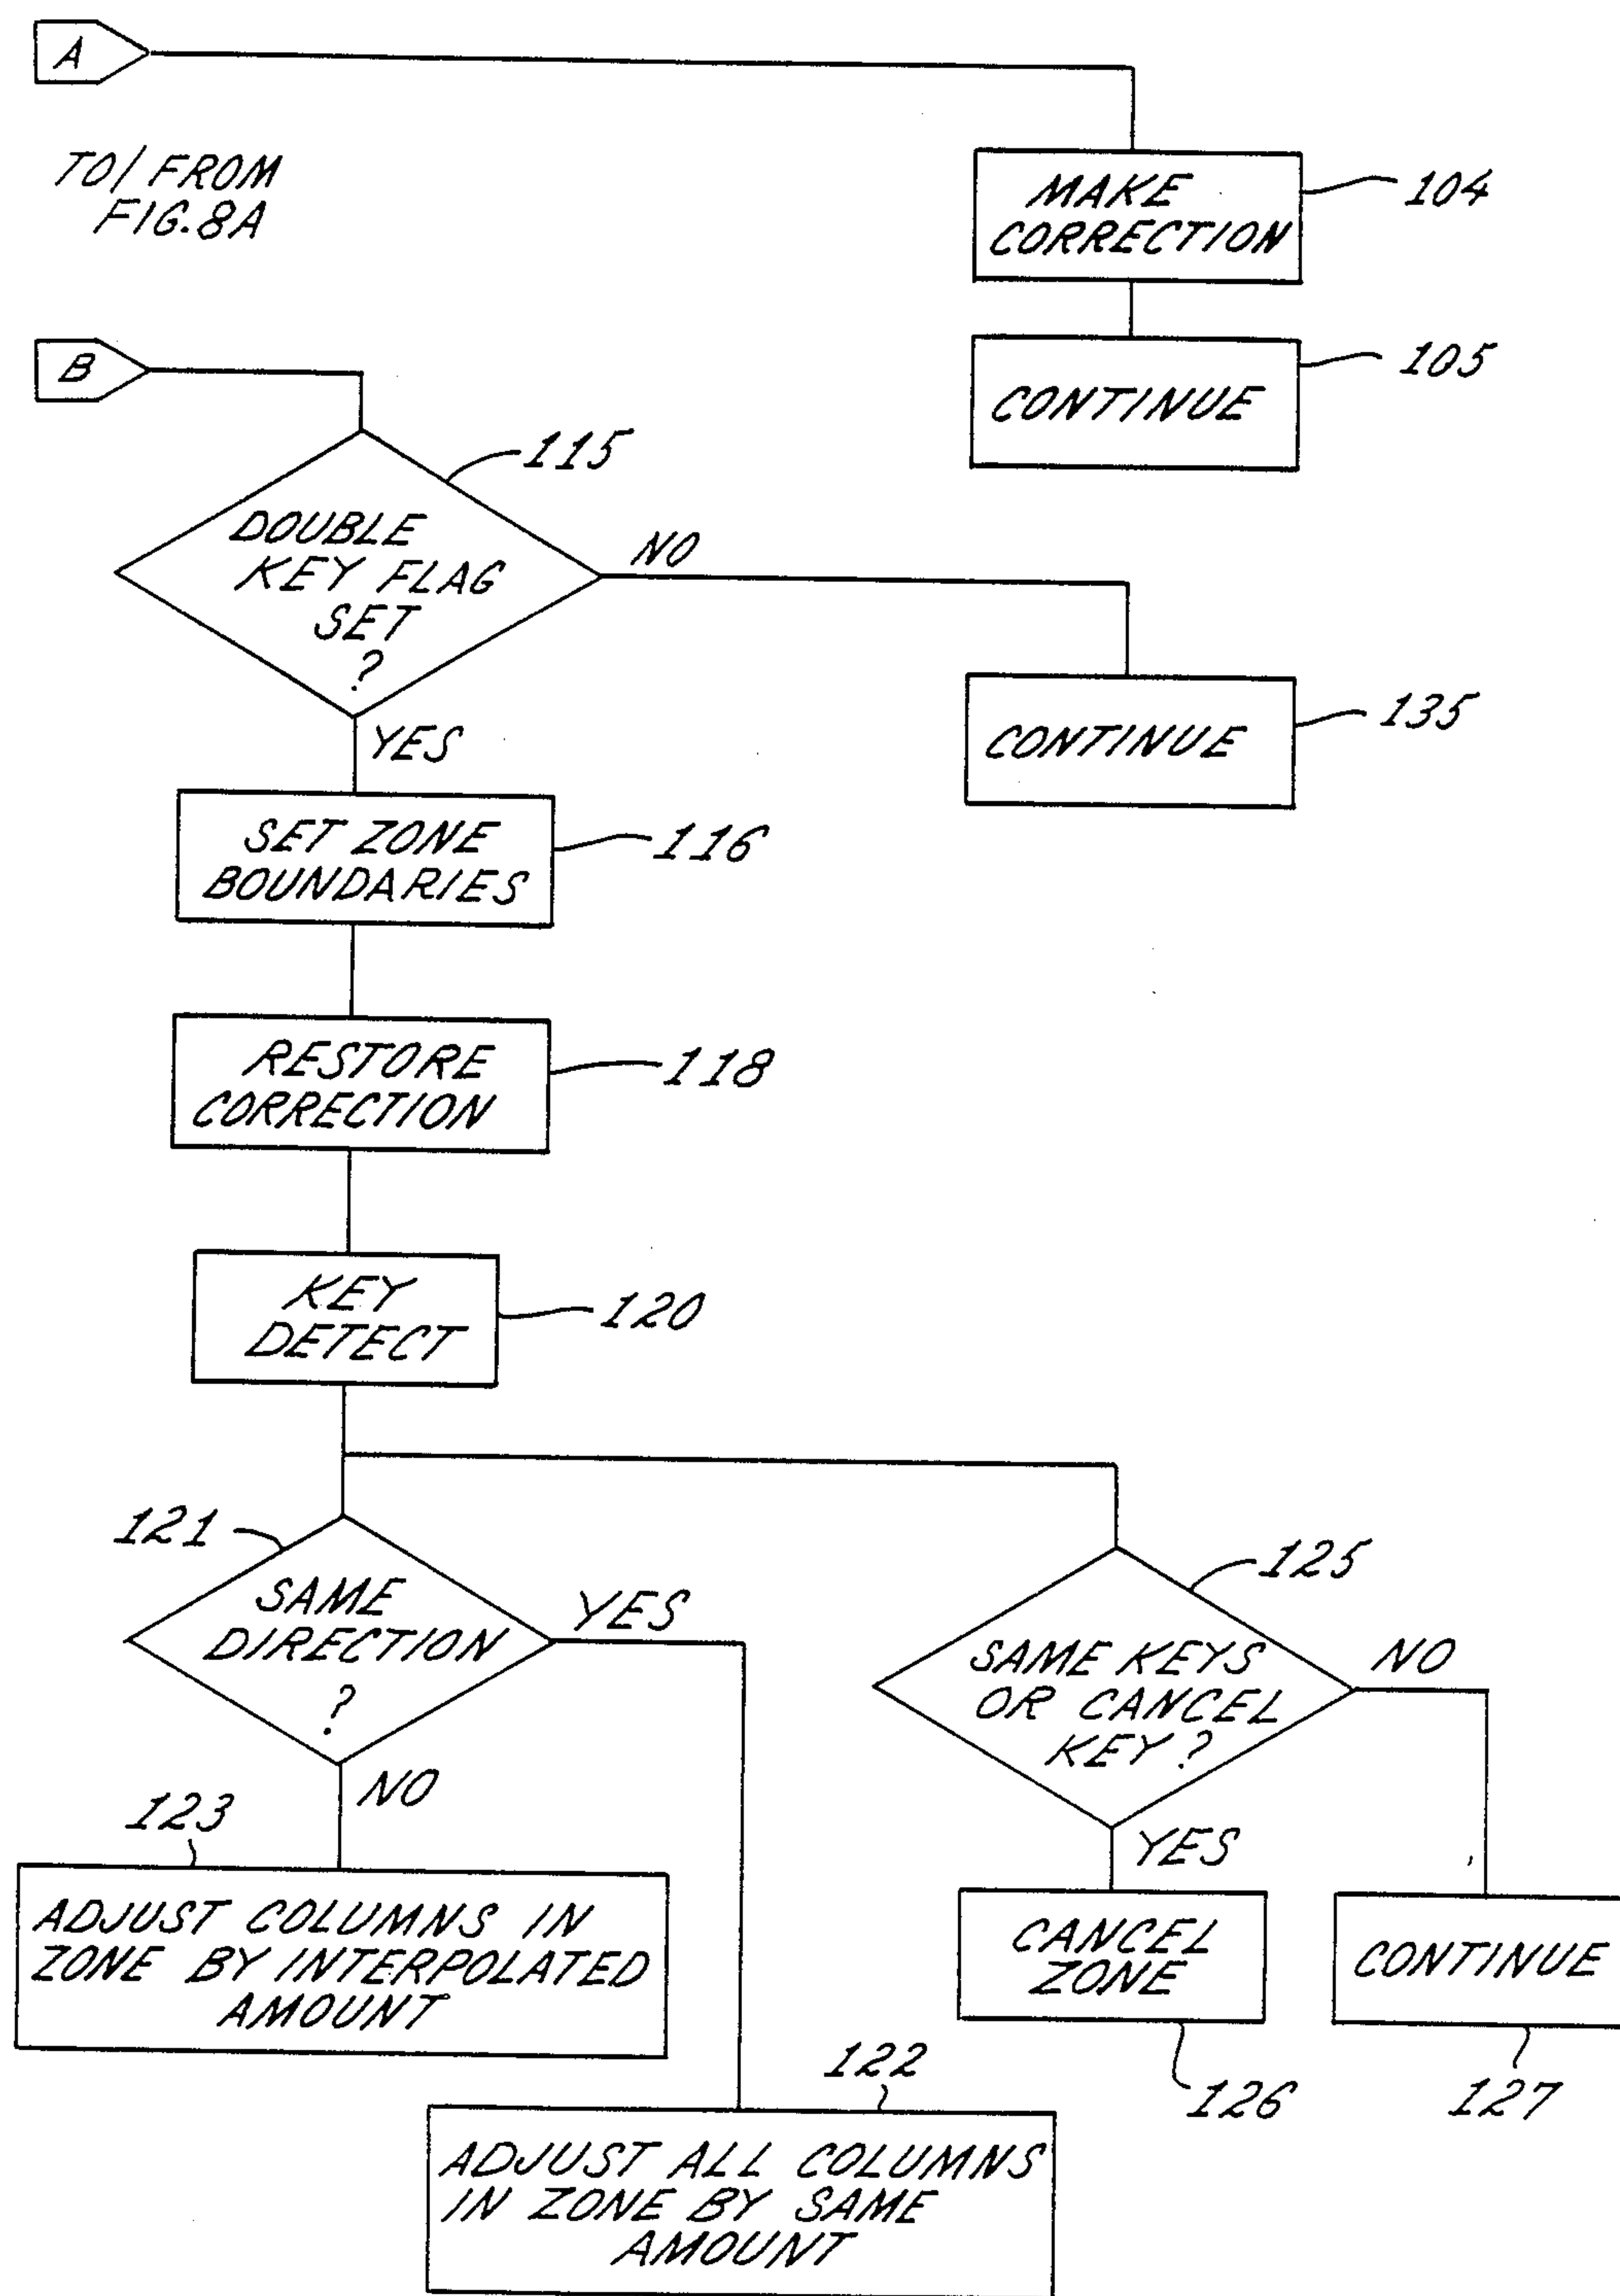 A
TO/FROM
FIG.8A
MAKE
CORRECTION
104
CONTINUE
105
B
DOUBLE
KEY FLAG
SET
?
115
NO
YES
CONTINUE
135
SET ZONE
BOUNDARIES
116
RESTORE
CORRECTION
118
KEY
DETECT
120
121
SAME
DIRECTION
?
YES
NO
125
SAME KEYS
OR CANCEL
KEY?
NO
YES
123
ADJUST COLUMNS IN
ZONE BY INTERPOLATED
AMOUNT
CANCEL
ZONE
126
CONTINUE
127
122
ADJUST ALL COLUMNS
IN ZONE BY SAME
AMOUNT